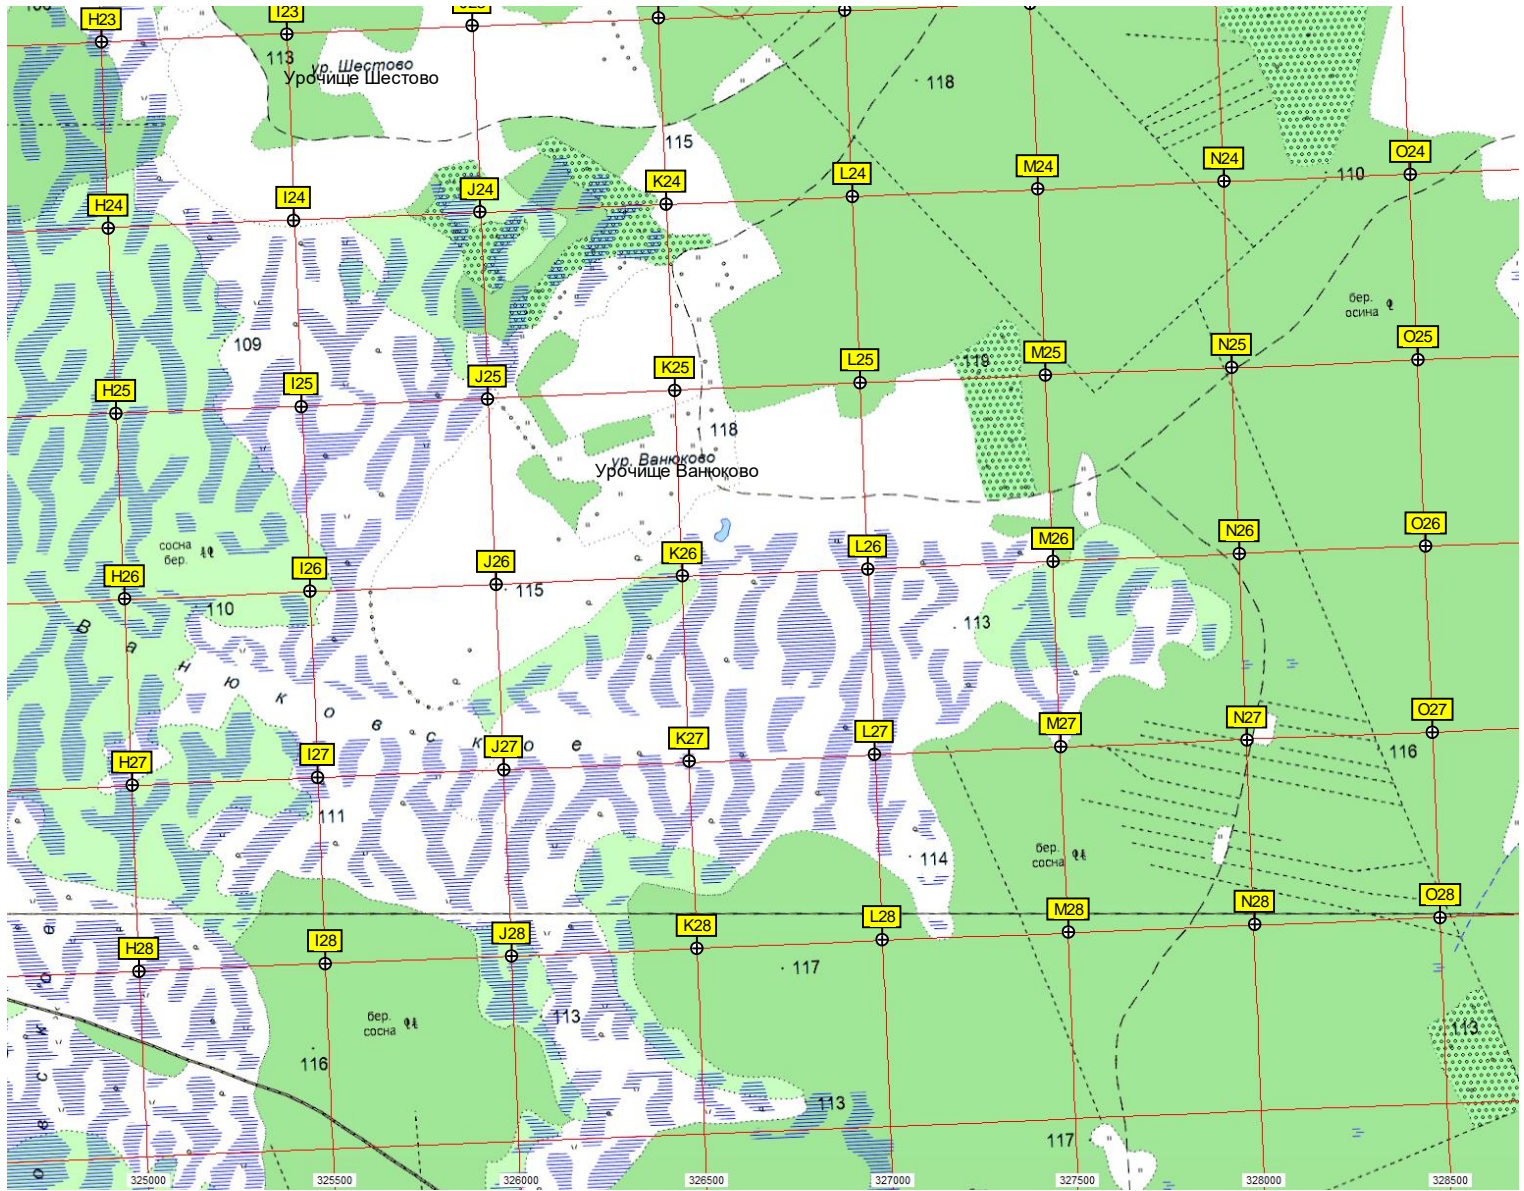 H23
I23
113
ур. Шестово
Урочище Шестово
118
115
H24
I24
J24
K24
L24
M24
N24
O24
110
109
бер.
осина
119
H25
I25
J25
K25
L25
M25
N25
O25
118
ур. Ванюково
Урочище Ванюково
сосна
бер.
H26
I26
J26
K26
L26
M26
N26
O26
110
115
113
В а н ю к о в с к о е
H27
I27
J27
K27
L27
M27
N27
O27
116
111
114
бер.
сосна
H28
I28
J28
K28
L28
M28
N28
O28
117
бер.
сосна
113
113
116
113
117
325000
325500
326000
326500
327000
327500
328000
328500